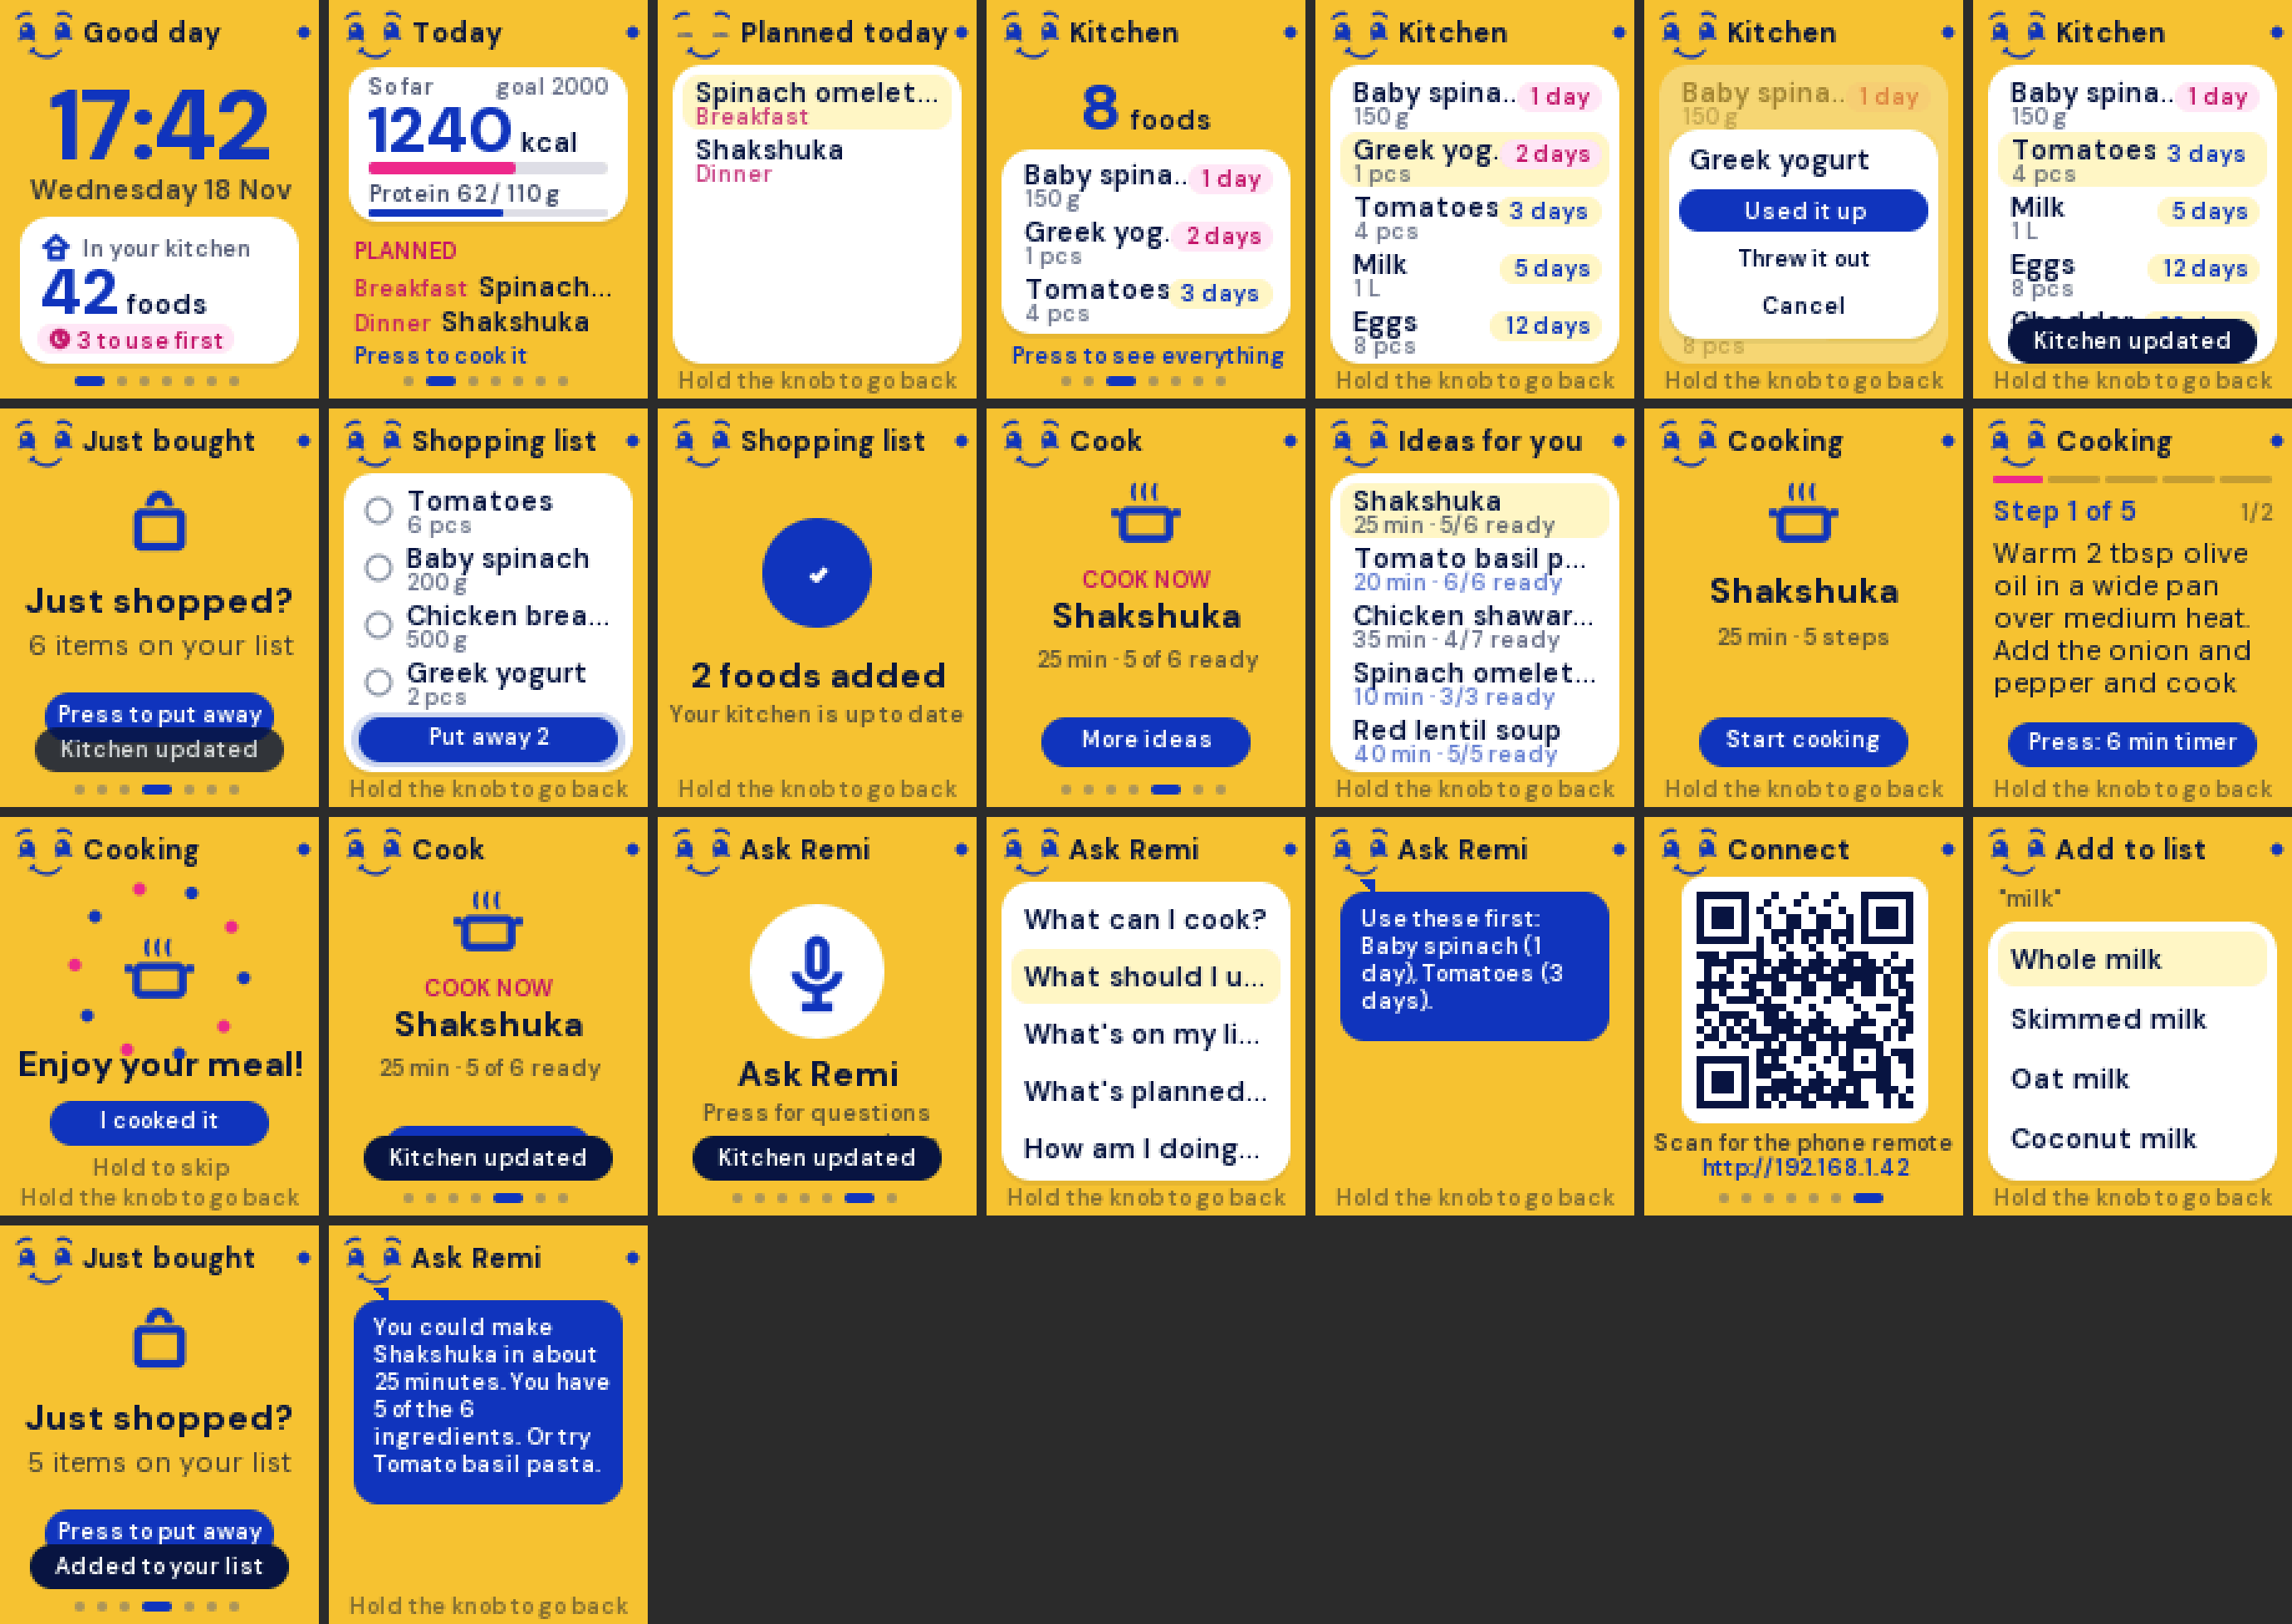 Good day
17:42
Wednesday 18 Nov
In your kitchen
42 foods
3 to use first
Today
So far goal 2000
1240 kcal
Protein 62 / 110 g
PLANNED
Breakfast Spinach...
Dinner Shakshuka
Press to cook it
Planned today
Spinach omelet...
Breakfast
Shakshuka
Dinner
Hold the knob to go back
Kitchen
8 foods
Baby spina.. 1 day
150 g
Greek yog. 2 days
1 pcs
Tomatoes 3 days
4 pcs
Press to see everything
Kitchen
Baby spina.. 1 day
150 g
Greek yog. 2 days
1 pcs
Tomatoes 3 days
4 pcs
Milk 5 days
1 L
Eggs 12 days
8 pcs
Hold the knob to go back
Kitchen
Baby spina.. 1 day
150 g
Greek yogurt
Used it up
Threw it out
Cancel
8 pcs
Hold the knob to go back
Kitchen
Baby spina.. 1 day
150 g
Tomatoes 3 days
4 pcs
Milk 5 days
1 L
Eggs 12 days
8 pcs
Kitchen updated
Hold the knob to go back
Just bought
Just shopped?
6 items on your list
Press to put away
Kitchen updated
Shopping list
Tomatoes
6 pcs
Baby spinach
200 g
Chicken brea...
500 g
Greek yogurt
2 pcs
Put away 2
Hold the knob to go back
Shopping list
2 foods added
Your kitchen is up to date
Hold the knob to go back
Cook
COOK NOW
Shakshuka
25 min · 5 of 6 ready
More ideas
Ideas for you
Shakshuka
25 min · 5/6 ready
Tomato basil p...
20 min · 6/6 ready
Chicken shawar...
35 min · 4/7 ready
Spinach omelet...
10 min · 3/3 ready
Red lentil soup
40 min · 5/5 ready
Hold the knob to go back
Cooking
Shakshuka
25 min · 5 steps
Start cooking
Hold the knob to go back
Cooking
Step 1 of 5 1/2
Warm 2 tbsp olive
oil in a wide pan
over medium heat.
Add the onion and
pepper and cook
Press: 6 min timer
Hold the knob to go back
Cooking
Enjoy your meal!
I cooked it
Hold to skip
Hold the knob to go back
Cook
COOK NOW
Shakshuka
25 min · 5 of 6 ready
Kitchen updated
Ask Remi
Ask Remi
Press for questions
Kitchen updated
Ask Remi
What can I cook?
What should I u...
What's on my li...
What's planned...
How am I doing...
Hold the knob to go back
Ask Remi
Use these first:
Baby spinach (1
day), Tomatoes (3
days).
Hold the knob to go back
Connect
Scan for the phone remote
http://192.168.1.42
Add to list
"milk"
Whole milk
Skimmed milk
Oat milk
Coconut milk
Hold the knob to go back
Just bought
Just shopped?
5 items on your list
Press to put away
Added to your list
Ask Remi
You could make
Shakshuka in about
25 minutes. You have
5 of the 6
ingredients. Or try
Tomato basil pasta.
Hold the knob to go back